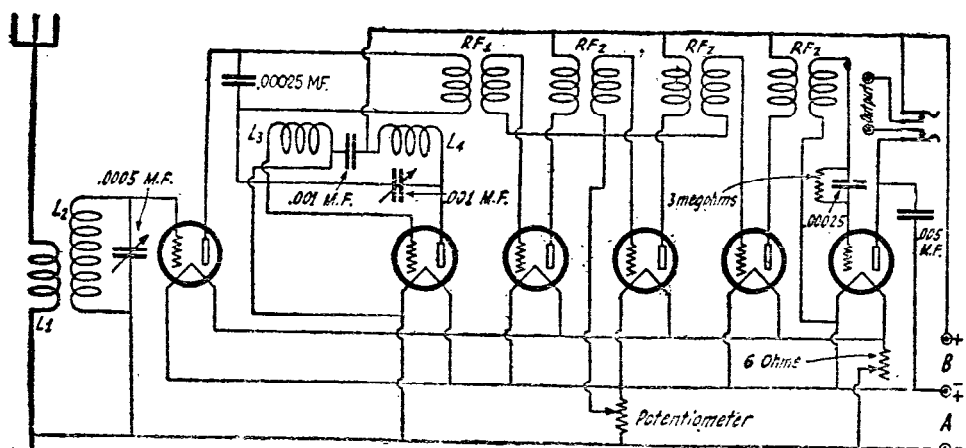 RF1
RF2
RF2
RF2
.00025 MF.
Output
L3
L4
.0005 M.F.
.001 M.F.
.001 M.F.
3 megohms
.00025
.005
M.F.
L2
L1
+
B
6 Ohms
-
+
A
Potentiometer